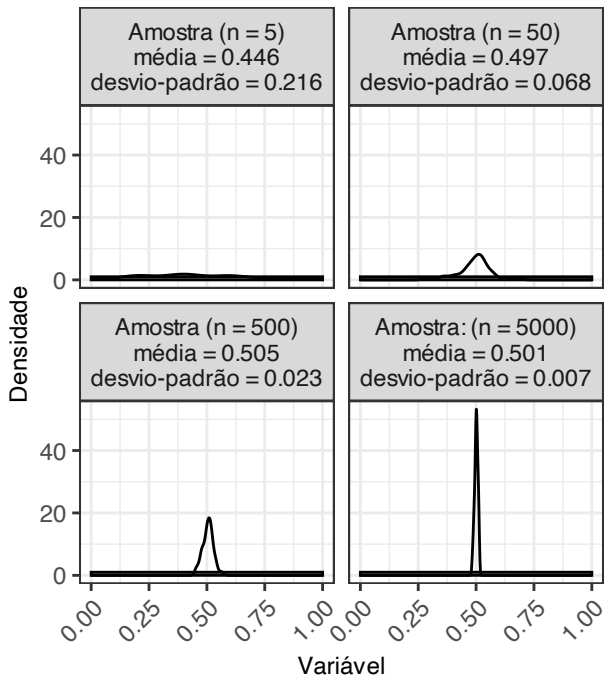 Amostra (n = 5)
média = 0.446
desvio-padrão = 0.216
Amostra (n = 50)
média = 0.497
desvio-padrão = 0.068
40
20
0
Amostra (n = 500)
média = 0.505
desvio-padrão = 0.023
Amostra: (n = 5000)
média = 0.501
desvio-padrão = 0.007
40
20
0
Densidade
0.00 0.25 0.50 0.75 1.00
0.00 0.25 0.50 0.75 1.00
Variável